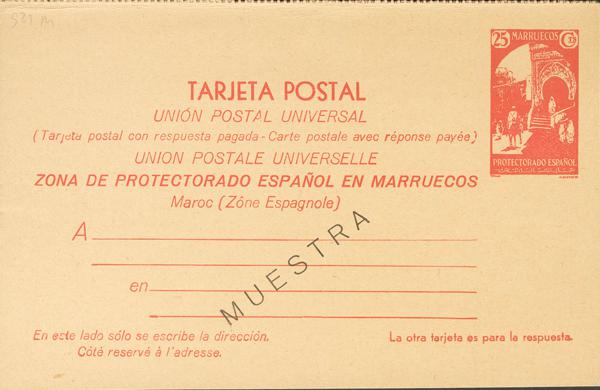 TARJETA POSTAL
UNIÓN POSTAL UNIVERSAL
(Tarjeta postal con respuesta pagada - Carte postale avec réponse payée)
UNION POSTALE UNIVERSELLE
ZONA DE PROTECTORADO ESPAÑOL EN MARRUECOS
Maroc (Zóne Espagnole)
25 MARRUECOS Cts
PROTECTORADO ESPAÑOL
A
en
MUESTRA
En este lado sólo se escribe la dirección.
Côté reservé à l'adresse.
La otra tarjeta es para la respuesta.